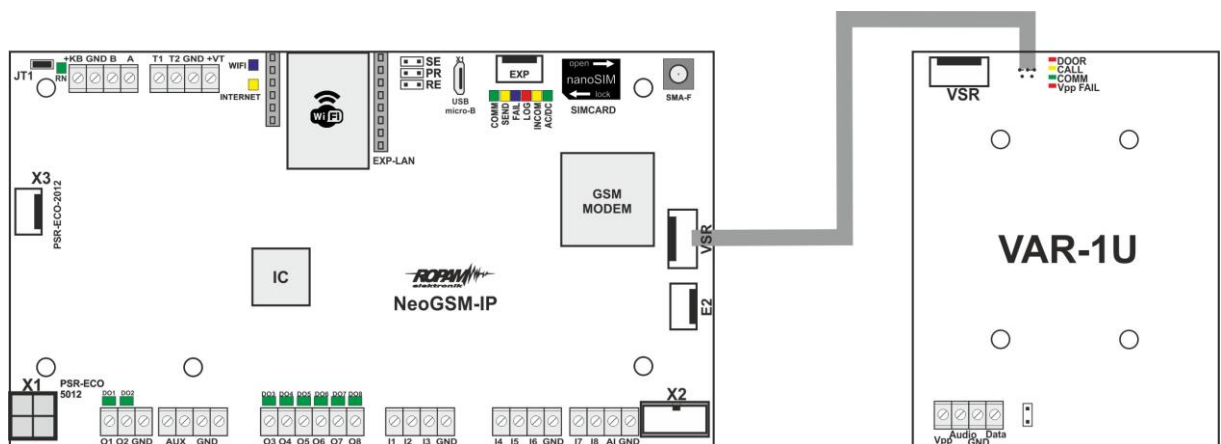 +KB GND B A
T1 T2 GND +VT
JT1
RN
WIFI
INTERNET
WiFi
EXP-LAN
SE
PR
RE
X1
USB
micro-B
EXP
COMM
SEND
FAIL
LOG
INCOM
AC/DC
open
nanoSIM
lock
SIMCARD
SMA-F
VSR
DOOR
CALL
COMM
Vpp FAIL
X3
PSR-ECO-2012
GSM
MODEM
VSR
IC
ROPAM
elektronik
NeoGSM-IP
E2
VAR-1U
X1
PSR-ECO
5012
DO1 DO2
DO3 DO4 DO5 DO6 DO7 DO8
X2
O1 O2 GND
AUX GND
O3 O4 O5 O6 O7 O8
I1 I2 I3 GND
I4 I5 I6 GND
I7 I8 AI GND
Vpp Audio GND Data